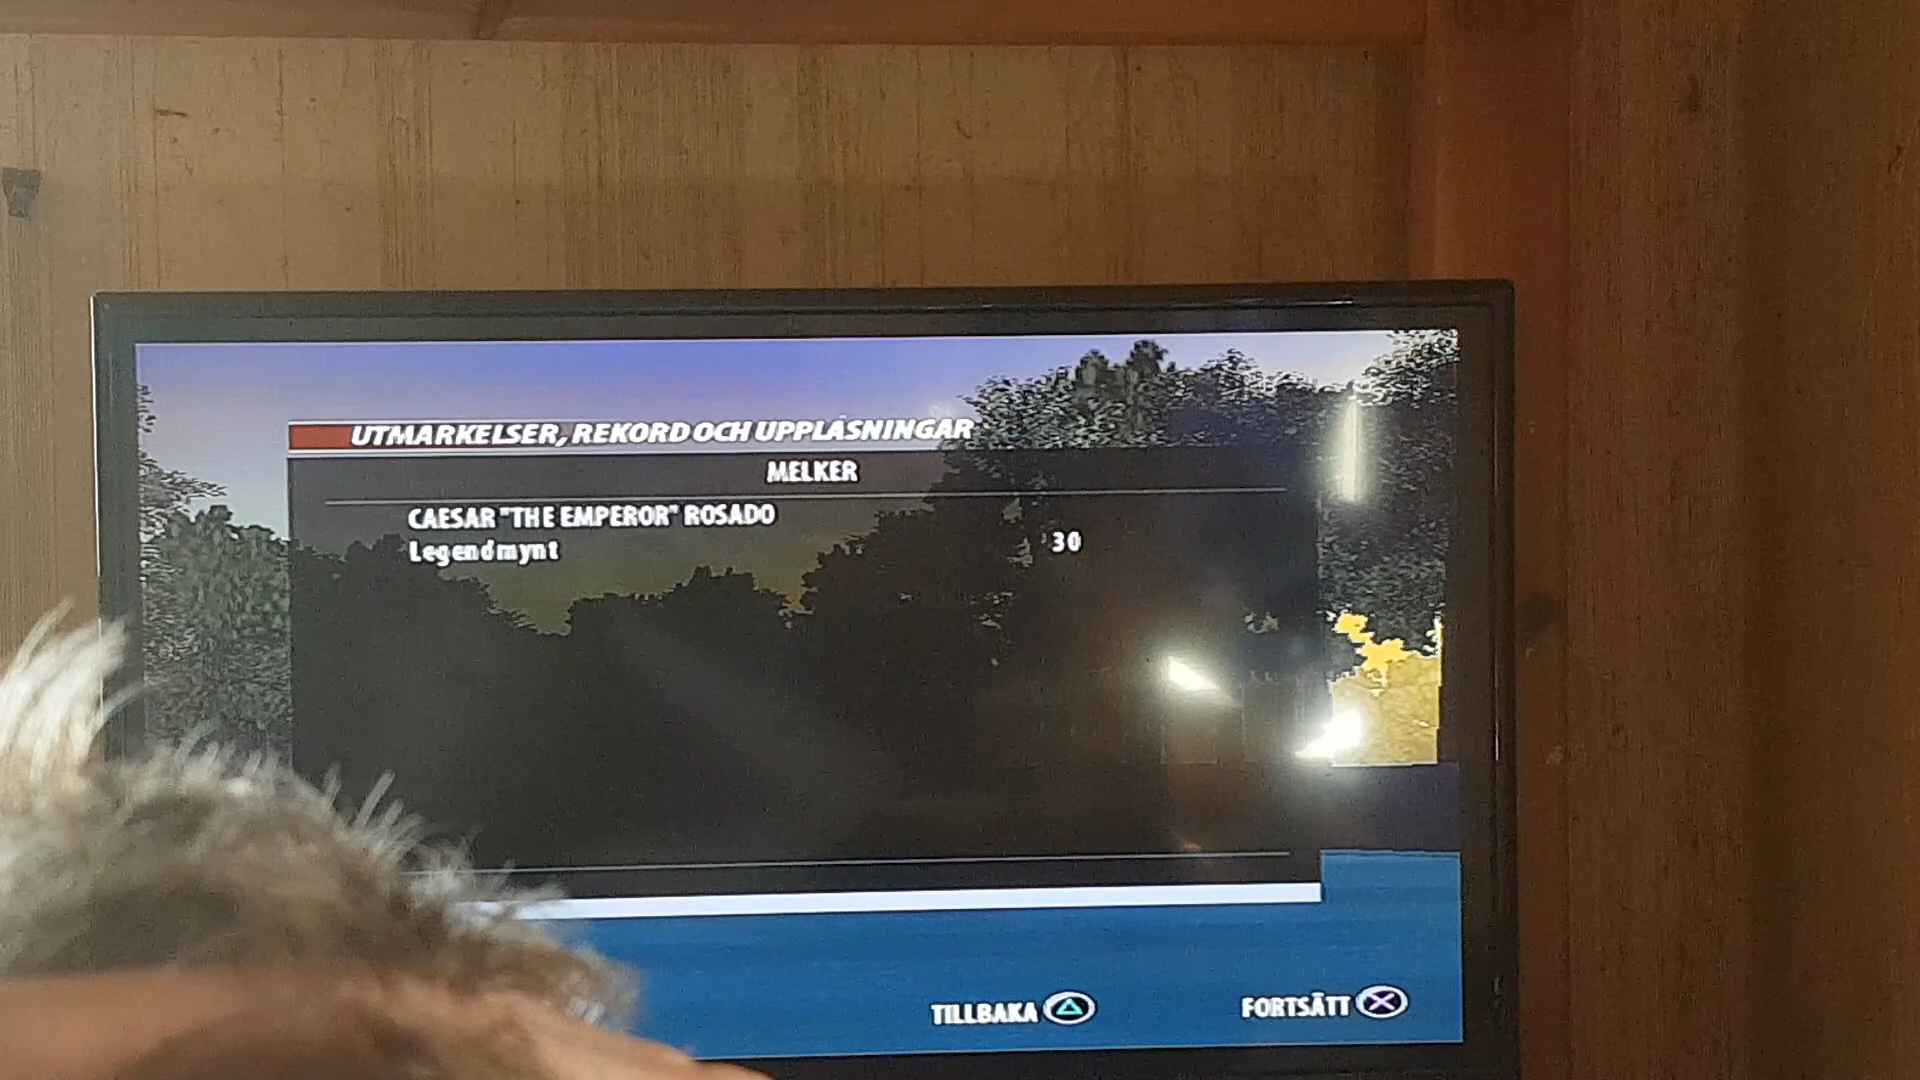 UTMARKELSER, REKORD OCH UPPLÅSNINGAR
MELKER
CAESAR "THE EMPEROR" ROSADO
Legendmynt 30
TILLBAKA FORTSÄTT